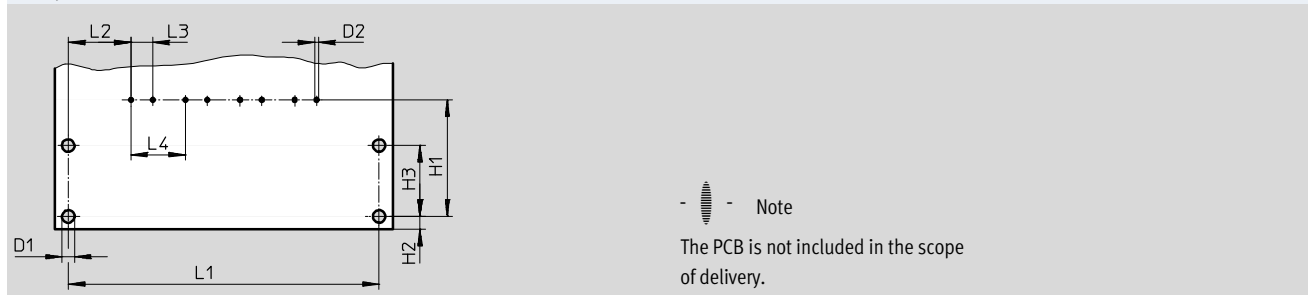 L2 L3 D2
L4
H3
H1
D1
H2
L1
- - Note
The PCB is not included in the scope
of delivery.